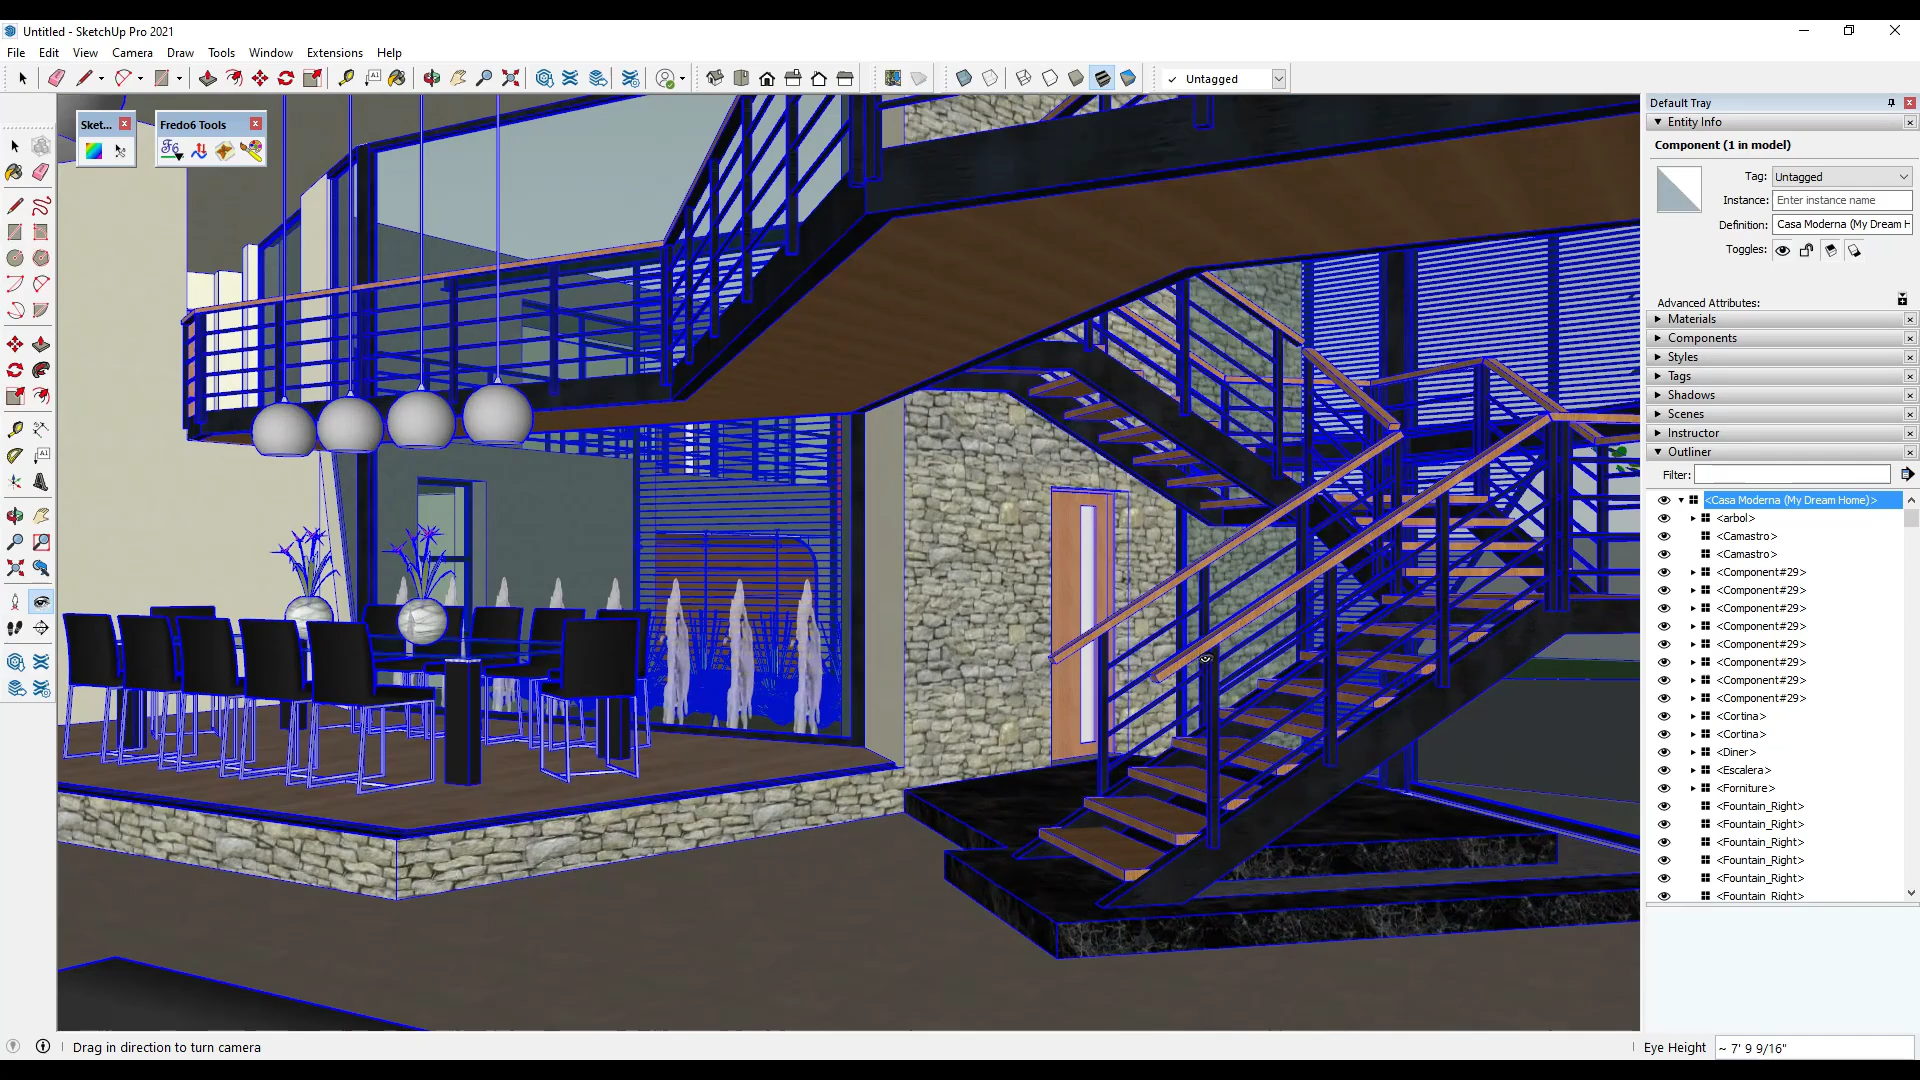 Untitled - SketchUp Pro 2021
File Edit View Camera Draw Tools Window Extensions Help
Untagged
Sket...
Fredo6 Tools
Default Tray
Entity Info
Component (1 in model)
Tag: Untagged
Instance: Enter instance name
Definition: Casa Moderna (My Dream H
Toggles:
Advanced Attributes:
Materials
Components
Styles
Tags
Shadows
Scenes
Instructor
Outliner
Filter:
<Casa Moderna (My Dream Home)>
<arbol>
<Camastro>
<Camastro>
<Component#29>
<Component#29>
<Component#29>
<Component#29>
<Component#29>
<Component#29>
<Component#29>
<Component#29>
<Cortina>
<Cortina>
<Diner>
<Escalera>
<Forniture>
<Fountain_Right>
<Fountain_Right>
<Fountain_Right>
<Fountain_Right>
<Fountain_Right>
<Fountain_Right>
Drag in direction to turn camera
Eye Height ~ 7' 9 9/16"